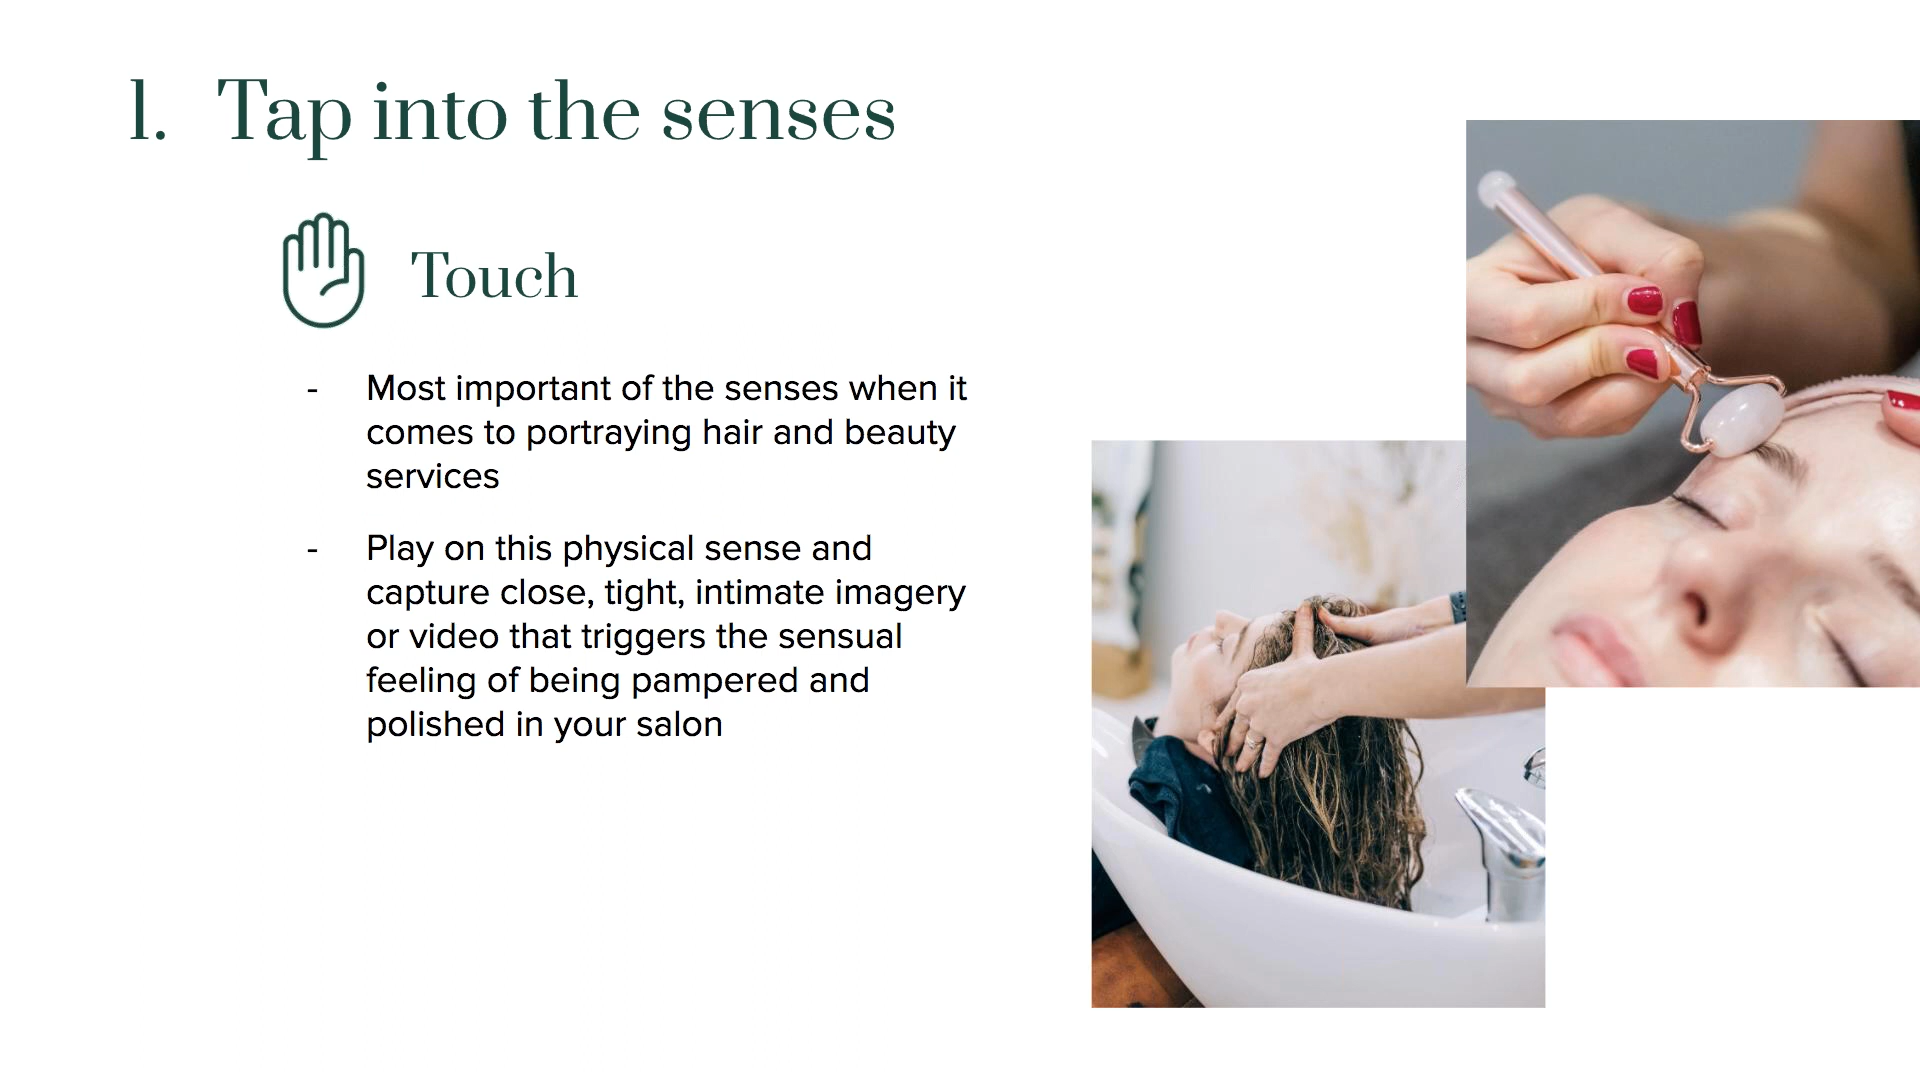 1. Tap into the senses
Touch
- Most important of the senses when it
comes to portraying hair and beauty
services
- Play on this physical sense and
capture close, tight, intimate imagery
or video that triggers the sensual
feeling of being pampered and
polished in your salon